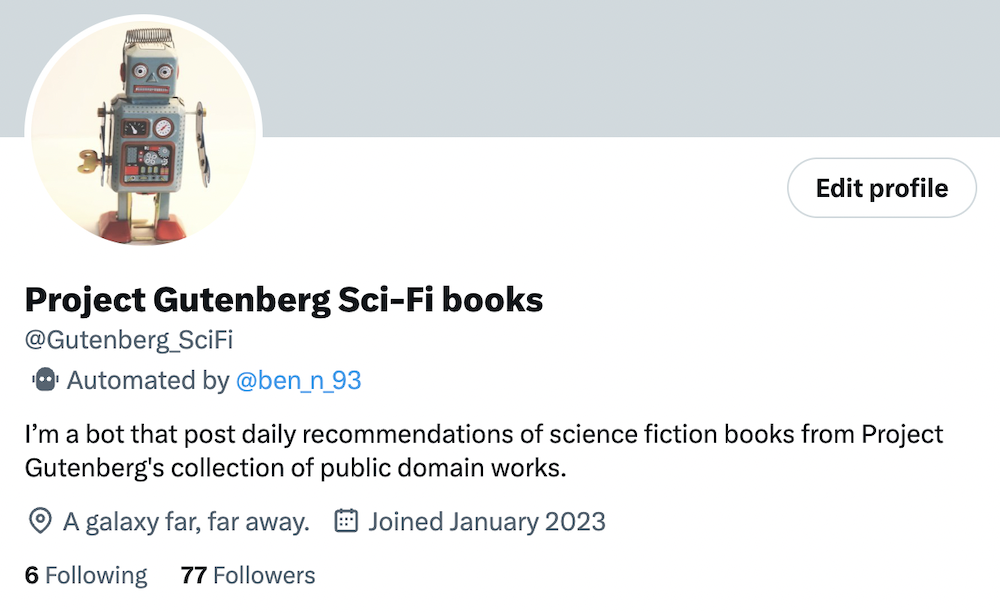 Edit profile
Project Gutenberg Sci-Fi books
@Gutenberg_SciFi
Automated by @ben_n_93
I’m a bot that post daily recommendations of science fiction books from Project
Gutenberg's collection of public domain works.
A galaxy far, far away. Joined January 2023
6 Following 77 Followers